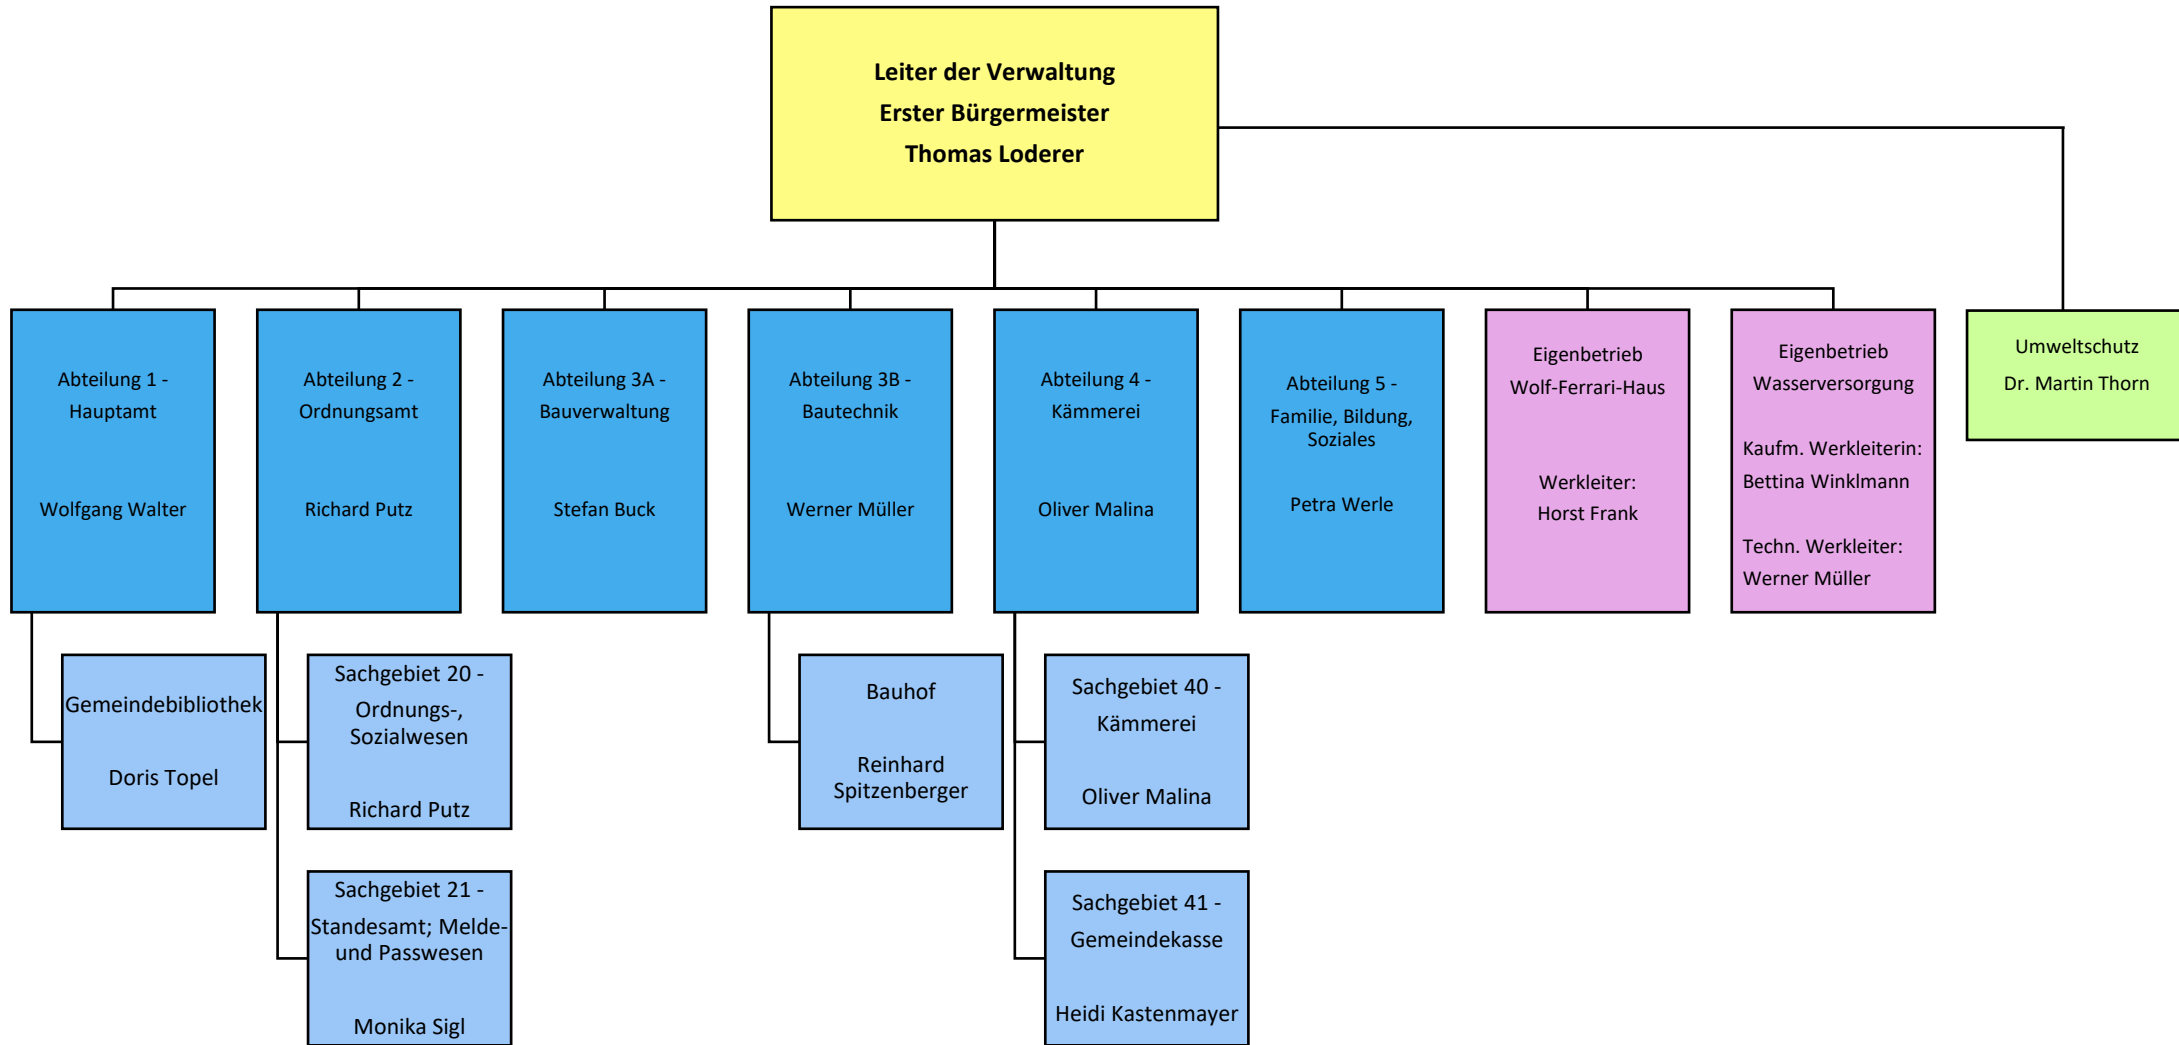 Leiter der Verwaltung
Erster Bürgermeister
Thomas Loderer
Abteilung 1 -
Hauptamt
Wolfgang Walter
Abteilung 2 -
Ordnungsamt
Richard Putz
Abteilung 3A -
Bauverwaltung
Stefan Buck
Abteilung 3B -
Bautechnik
Werner Müller
Abteilung 4 -
Kämmerei
Oliver Malina
Abteilung 5 -
Familie, Bildung,
Soziales
Petra Werle
Eigenbetrieb
Wolf-Ferrari-Haus
Werkleiter:
Horst Frank
Eigenbetrieb
Wasserversorgung
Kaufm. Werkleiterin:
Bettina Winklmann
Techn. Werkleiter:
Werner Müller
Umweltschutz
Dr. Martin Thorn
Gemeindebibliothek
Doris Topel
Sachgebiet 20 -
Ordnungs-,
Sozialwesen
Richard Putz
Bauhof
Reinhard
Spitzenberger
Sachgebiet 40 -
Kämmerei
Oliver Malina
Sachgebiet 21 -
Standesamt; Melde-
und Passwesen
Monika Sigl
Sachgebiet 41 -
Gemeindekasse
Heidi Kastenmayer